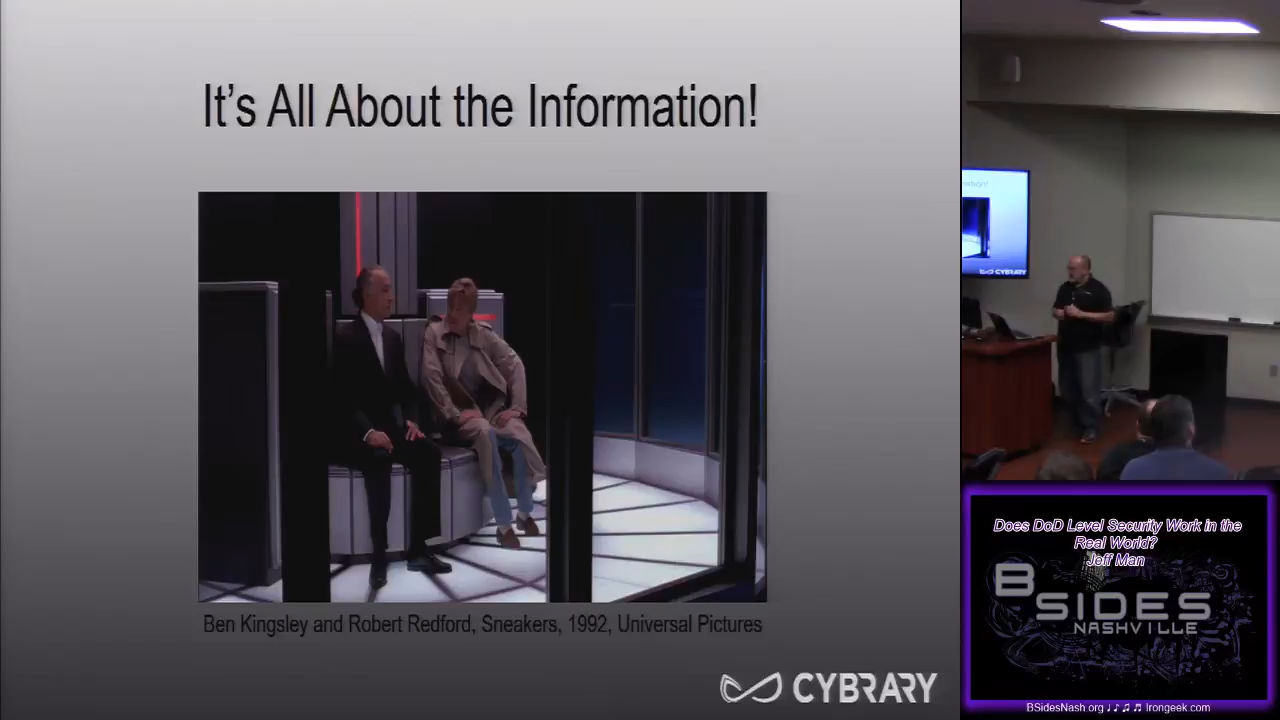 It's All About the Information!
Ben Kingsley and Robert Redford, Sneakers, 1992, Universal Pictures
CYBRARY
CYBRARY
Does DoD Level Security Work in the
Real World?
Jeff Man
BSIDES
NASHVILLE
BSidesNash.org ♩♪♫♬ Irongeek.com